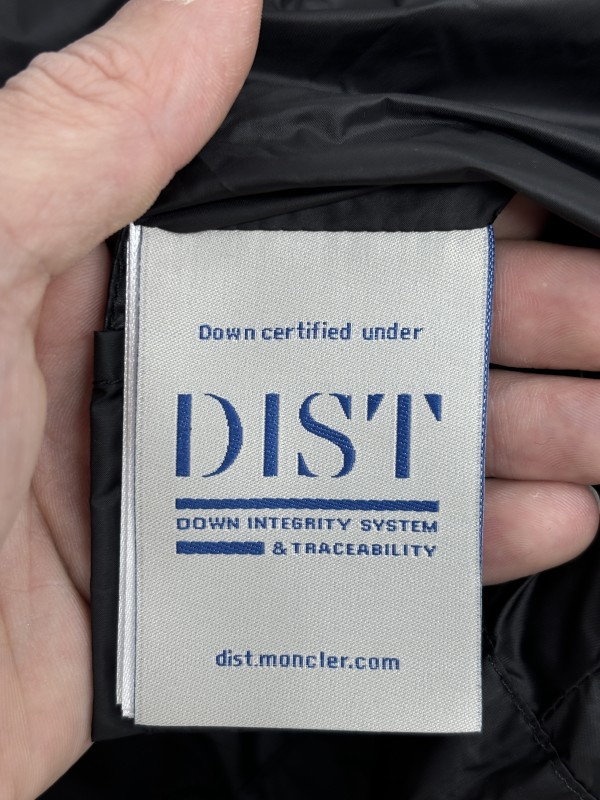 Down certified under
DIST
DOWN INTEGRITY SYSTEM
& TRACEABILITY
dist.moncler.com